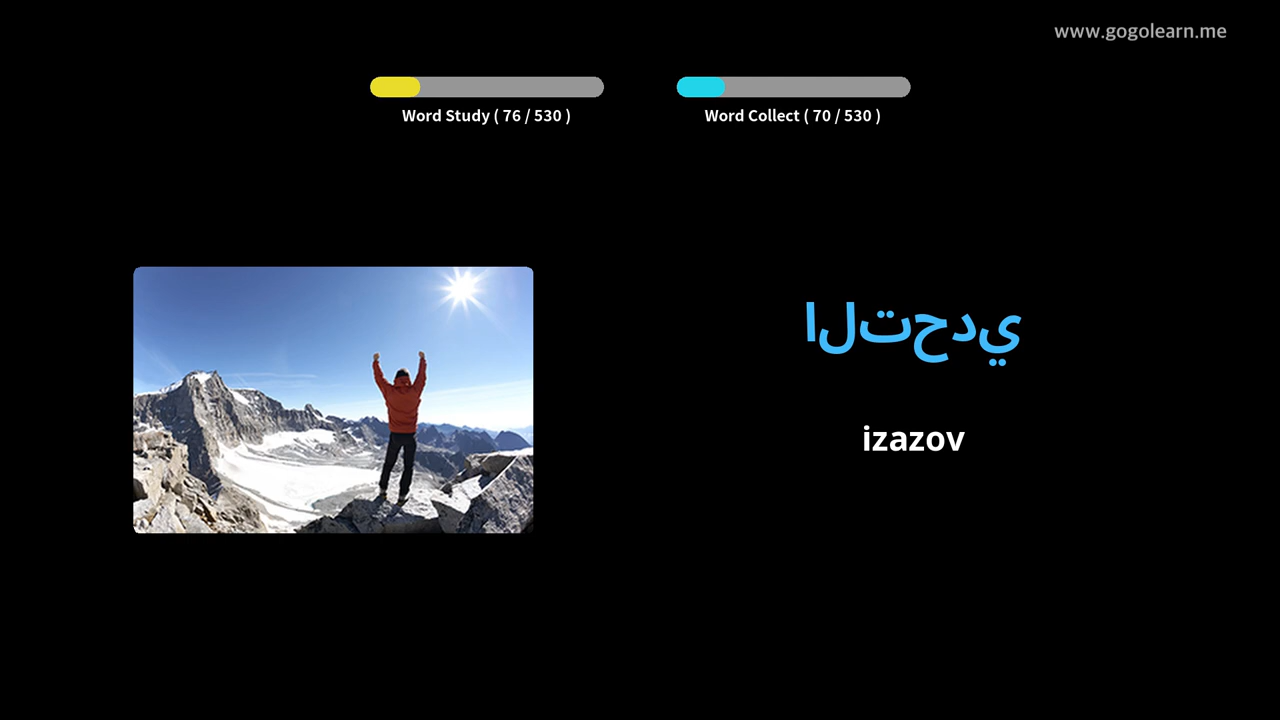 www.gogolearn.me
Word Study ( 76 / 530 )
Word Collect ( 70 / 530 )
التحدي
izazov